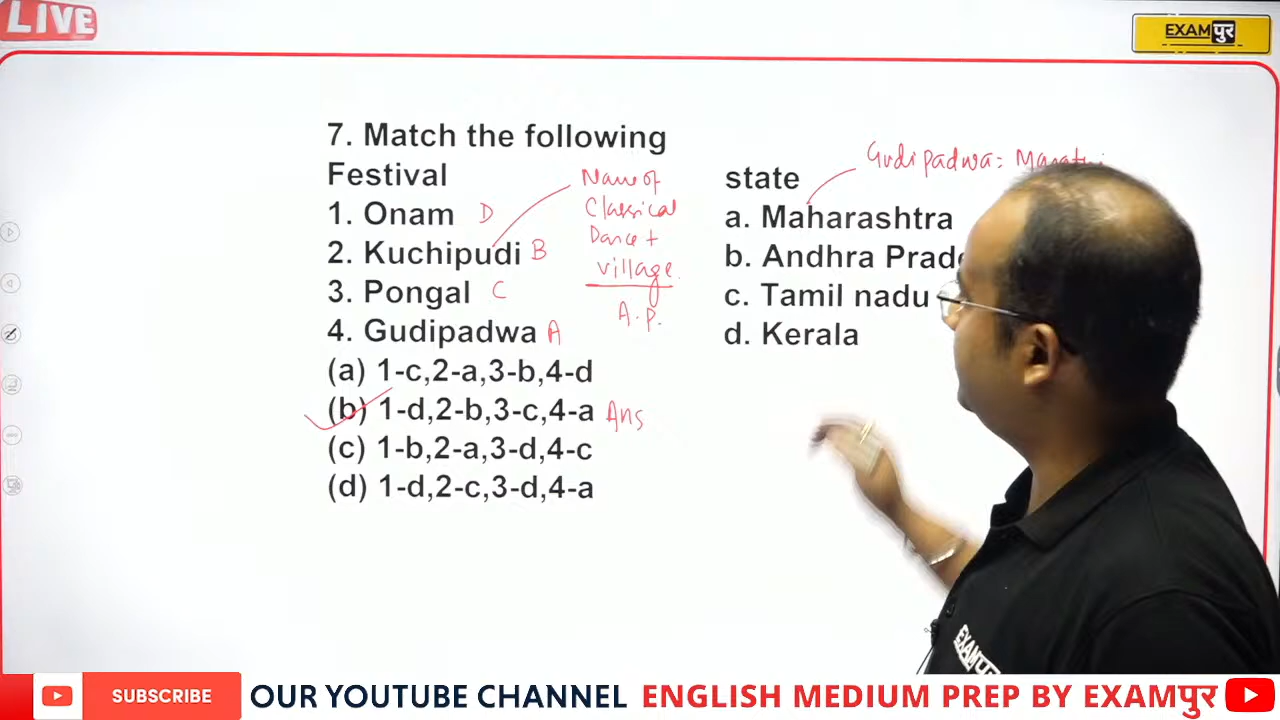 LIVE
EXAMपुर
7. Match the following
Festival
state
1. Onam D
2. Kuchipudi B
3. Pongal C
4. Gudipadwa A
Name of
Classical
Dance +
village
A.P.
Gudipadwa:
a. Maharashtra
b. Andhra
c. Tamil nadu
d. Kerala
(a) 1-c,2-a,3-b,4-d
(b) 1-d,2-b,3-c,4-a Ans
(c) 1-b,2-a,3-d,4-c
(d) 1-d,2-c,3-d,4-a
EXAMपुर
SUBSCRIBE OUR YOUTUBE CHANNEL ENGLISH MEDIUM PREP BY EXAMपुर